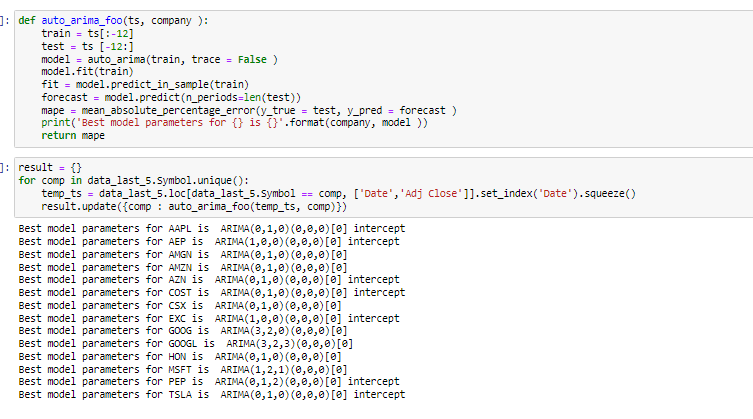 ]: def auto_arima_foo(ts, company ):
train = ts[:-12]
test = ts [-12:]
model = auto_arima(train, trace = False )
model.fit(train)
fit = model.predict_in_sample(train)
forecast = model.predict(n_periods=len(test))
mape = mean_absolute_percentage_error(y_true = test, y_pred = forecast )
print('Best model parameters for {} is {}'.format(company, model ))
return mape
]: result = {}
for comp in data_last_5.Symbol.unique():
temp_ts = data_last_5.loc[data_last_5.Symbol == comp, ['Date','Adj Close']].set_index('Date').squeeze()
result.update({comp : auto_arima_foo(temp_ts, comp)})
Best model parameters for AAPL is  ARIMA(0,1,0)(0,0,0)[0] intercept
Best model parameters for AEP is  ARIMA(1,0,0)(0,0,0)[0] intercept
Best model parameters for AMGN is  ARIMA(0,1,0)(0,0,0)[0]
Best model parameters for AMZN is  ARIMA(0,1,0)(0,0,0)[0]
Best model parameters for AZN is  ARIMA(0,1,0)(0,0,0)[0] intercept
Best model parameters for COST is  ARIMA(0,1,0)(0,0,0)[0] intercept
Best model parameters for CSX is  ARIMA(0,1,0)(0,0,0)[0]
Best model parameters for EXC is  ARIMA(1,0,0)(0,0,0)[0] intercept
Best model parameters for GOOG is  ARIMA(3,2,0)(0,0,0)[0]
Best model parameters for GOOGL is  ARIMA(3,2,3)(0,0,0)[0]
Best model parameters for HON is  ARIMA(0,1,0)(0,0,0)[0]
Best model parameters for MSFT is  ARIMA(1,2,1)(0,0,0)[0]
Best model parameters for PEP is  ARIMA(0,1,2)(0,0,0)[0] intercept
Best model parameters for TSLA is  ARIMA(0,1,0)(0,0,0)[0] intercept